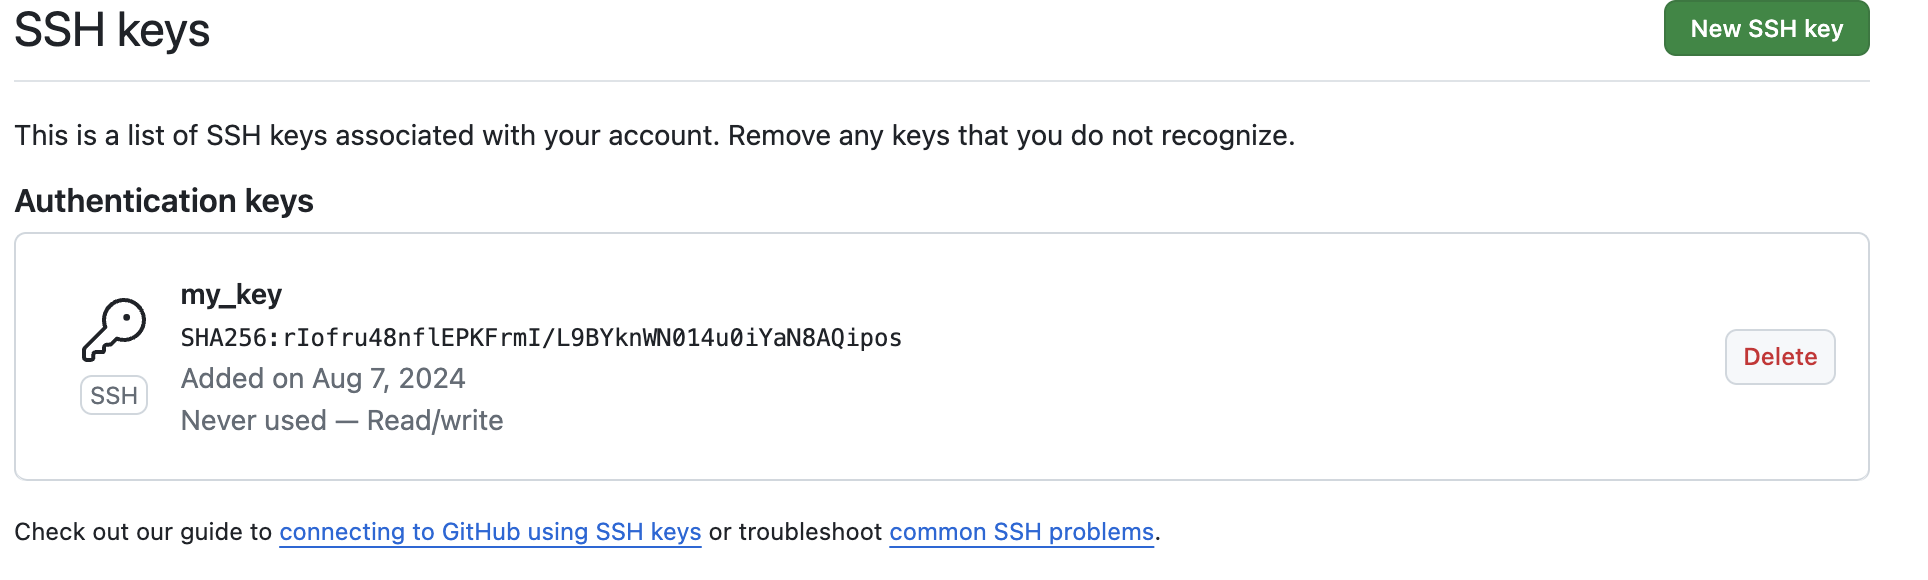 SSH keys
New SSH key
This is a list of SSH keys associated with your account. Remove any keys that you do not recognize.
Authentication keys
my_key
SHA256:rIofru48nflEPKFrmI/L9BYknWN014u0iYaN8AQipos
SSH
Added on Aug 7, 2024
Never used — Read/write
Delete
Check out our guide to connecting to GitHub using SSH keys or troubleshoot common SSH problems.